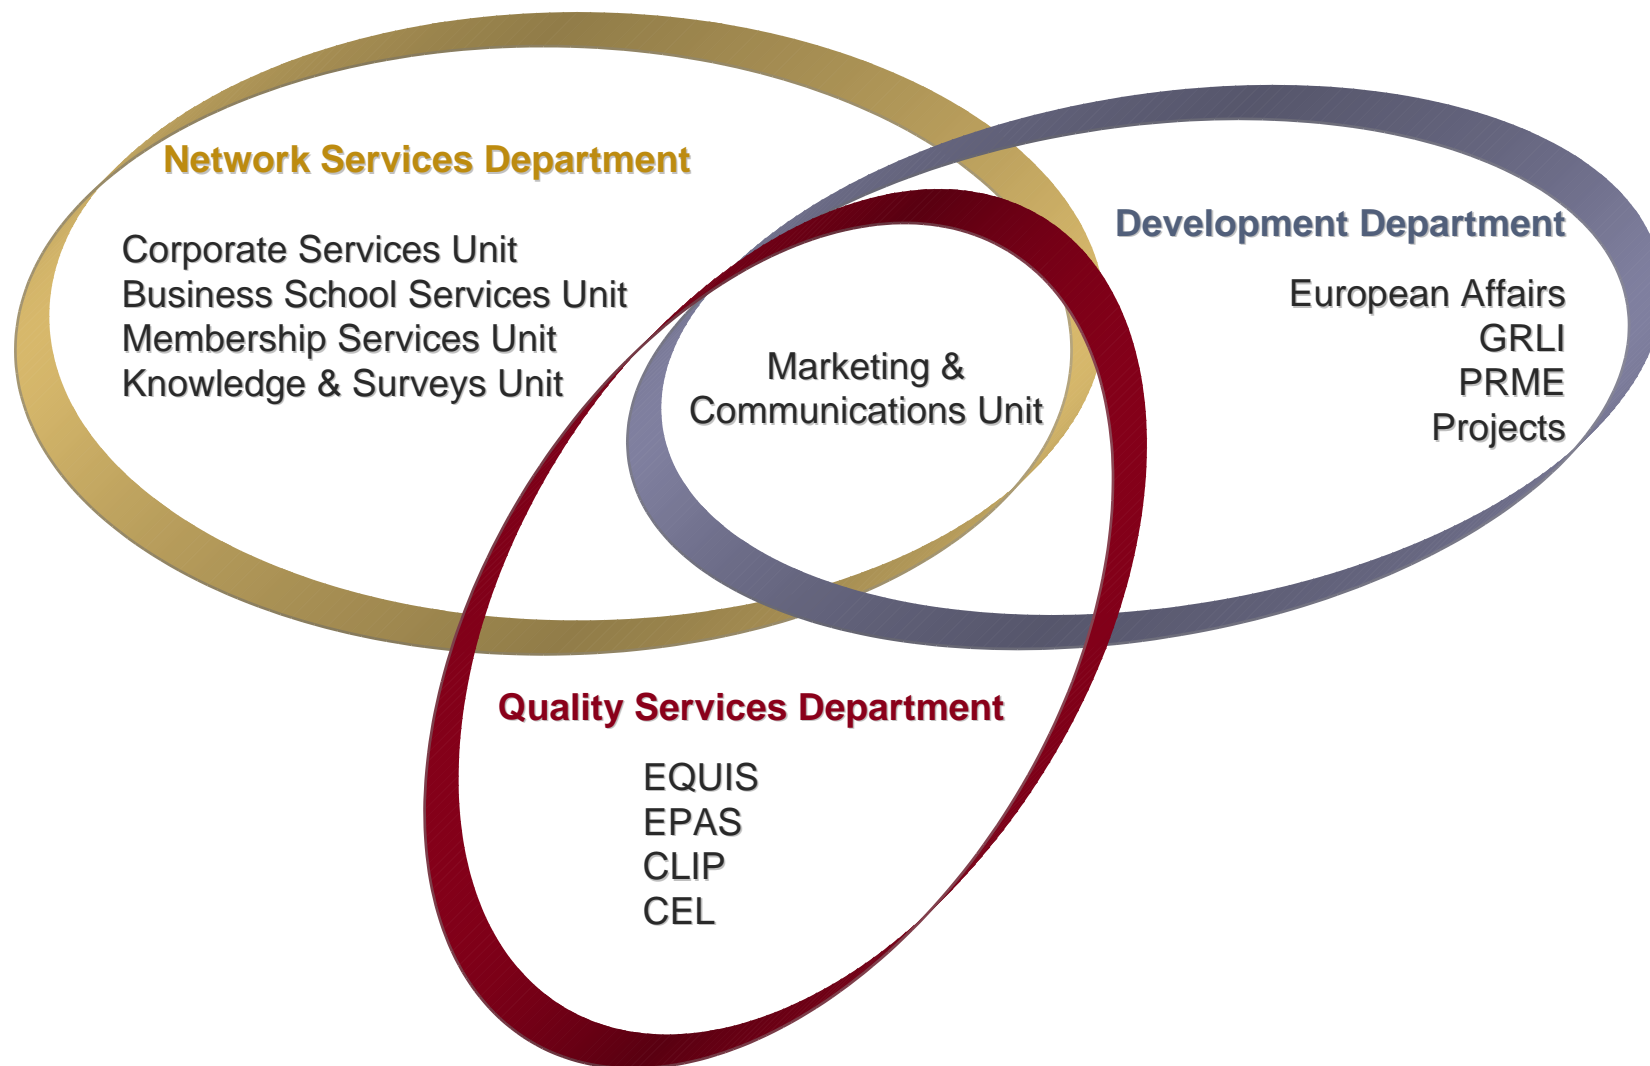 Network Services Department
Corporate Services Unit
Business School Services Unit
Membership Services Unit
Knowledge & Surveys Unit
Development Department
European Affairs
GRLI
PRME
Projects
Marketing &
Communications Unit
Quality Services Department
EQUIS
EPAS
CLIP
CEL